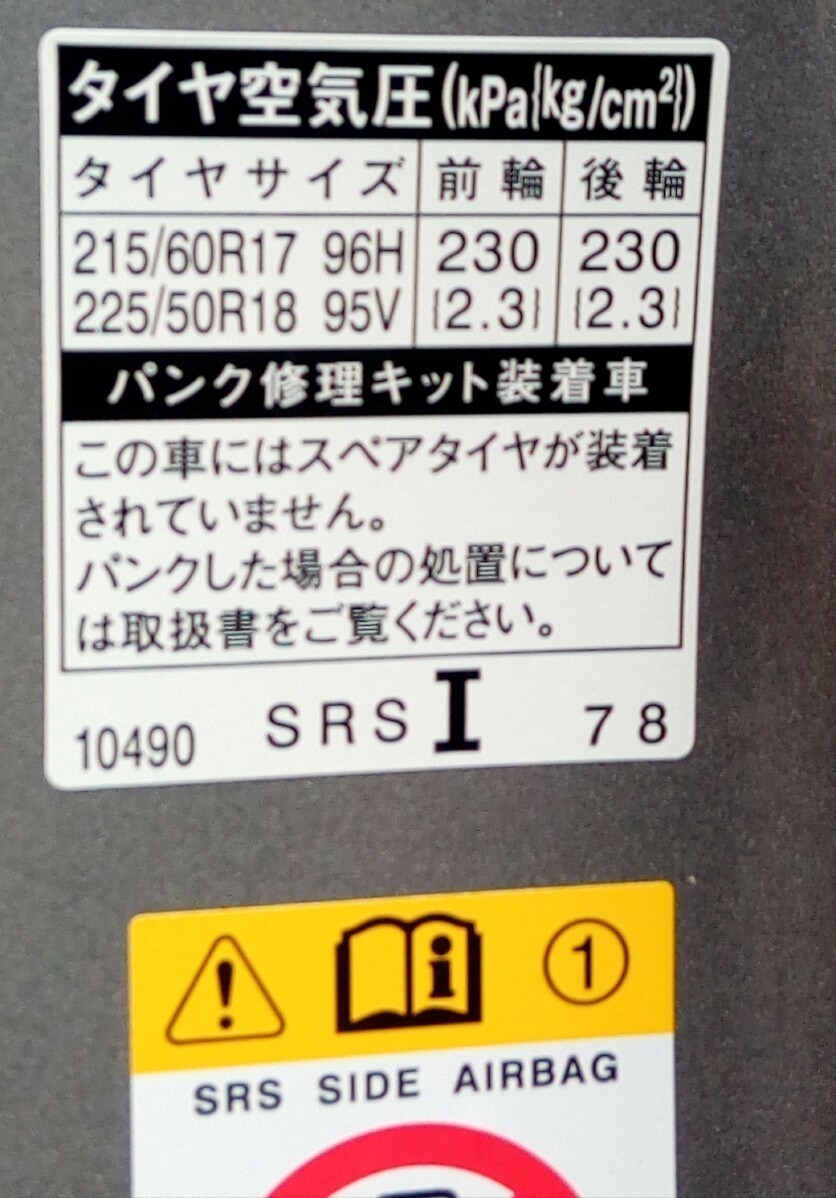 タイヤ空気圧(kPa{kg/cm²})
タイヤサイズ 前輪 後輪
215/60R17 96H 230 230
225/50R18 95V {2.3} {2.3}
パンク修理キット装着車
この車にはスペアタイヤが装着
されていません。
パンクした場合の処置について
は取扱書をご覧ください。
10490 SRS I 78
! i 1
SRS SIDE AIRBAG